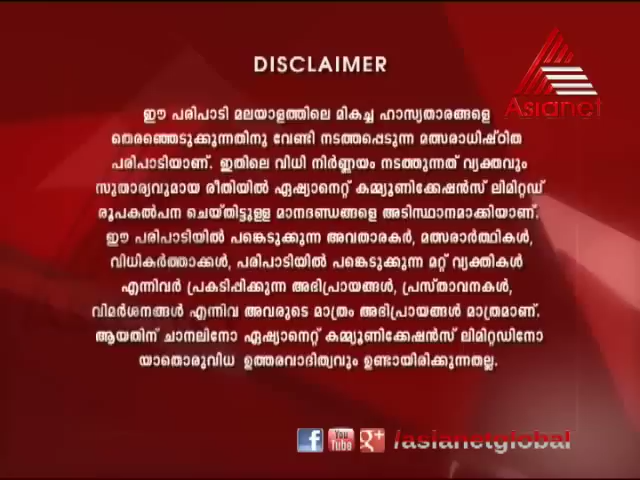 DISCLAIMER
Asianet
ഈ പരിപാടി മലയാളത്തിലെ മികച്ച ഹാസ്യതാരങ്ങളെ
തെരഞ്ഞെടുക്കുന്നതിനു വേണ്ടി നടത്തപ്പെടുന്ന മത്സരാധിഷ്ഠിത
പരിപാടിയാണ്. ഇതിലെ വിധി നിർണ്ണയം നടത്തുന്നത് വ്യക്തവും
സുതാര്യവുമായ രീതിയിൽ ഏഷ്യാനെറ്റ് കമ്മ്യൂണിക്കേഷൻസ് ലിമിറ്റഡ്
രൂപകൽപന ചെയ്തിട്ടുള്ള മാനദണ്ഡങ്ങളെ അടിസ്ഥാനമാക്കിയാണ്.
ഈ പരിപാടിയിൽ പങ്കെടുക്കുന്ന അവതാരകർ, മത്സരാർത്ഥികൾ,
വിധികർത്താക്കൾ, പരിപാടിയിൽ പങ്കെടുക്കുന്ന മറ്റ് വ്യക്തികൾ
എന്നിവർ പ്രകടിപ്പിക്കുന്ന അഭിപ്രായങ്ങൾ, പ്രസ്താവനകൾ,
വിമർശനങ്ങൾ എന്നിവ അവരുടെ മാത്രം അഭിപ്രായങ്ങൾ മാത്രമാണ്.
ആയതിന് ചാനലിനോ ഏഷ്യാനെറ്റ് കമ്മ്യൂണിക്കേഷൻസ് ലിമിറ്റഡിനോ
യാതൊരുവിധ ഉത്തരവാദിത്വവും ഉണ്ടായിരിക്കുന്നതല്ല.
f You Tube g+ /asianetglobal